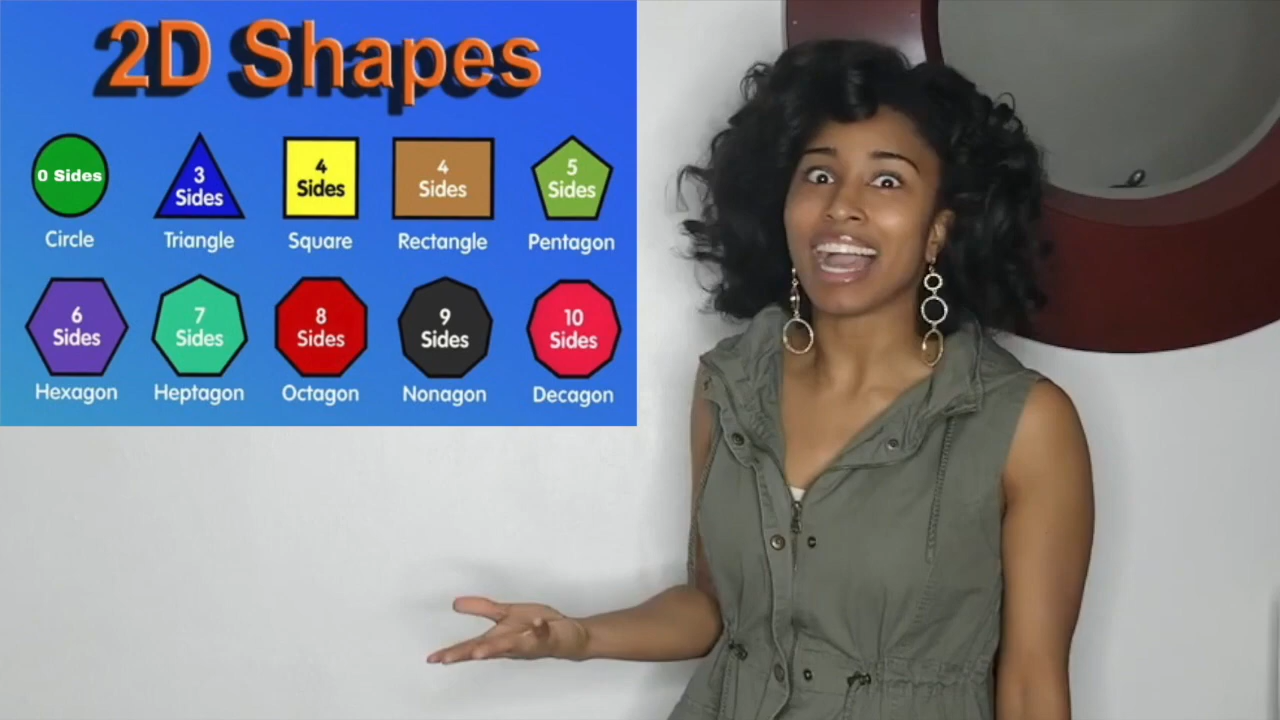 2D Shapes
0 Sides
3
Sides
4
Sides
4
Sides
5
Sides
Circle
Triangle
Square
Rectangle
Pentagon
6
Sides
7
Sides
8
Sides
9
Sides
10
Sides
Hexagon
Heptagon
Octagon
Nonagon
Decagon